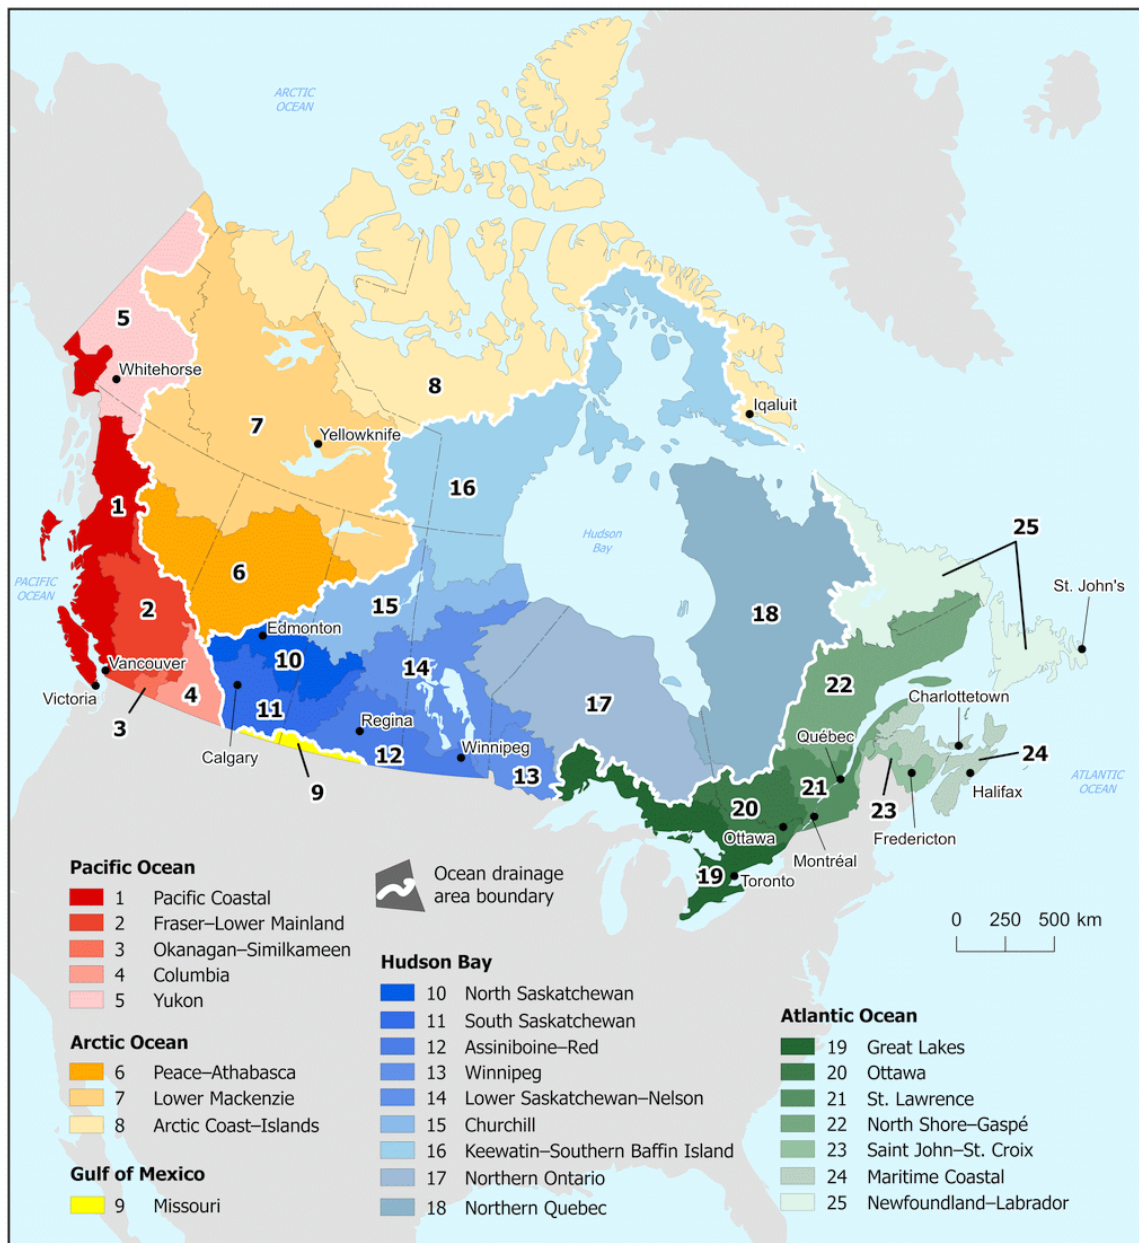 ARCTIC
OCEAN
5
Whitehorse
8
Iqaluit
7
Yellowknife
16
1
25
Hudson
Bay
6
PACIFIC
OCEAN
St. John's
2
15
18
Edmonton
10
14
Vancouver
22
4
Victoria
Charlottetown
11
17
3
Regina
Québec
Calgary
12
Winnipeg
24
13
ATLANTIC
OCEAN
9
21
Halifax
20
23
Ottawa
Fredericton
Montréal
19
Toronto
Ocean drainage
area boundary
0 250 500 km
Pacific Ocean
1 Pacific Coastal
2 Fraser–Lower Mainland
3 Okanagan–Similkameen
4 Columbia
5 Yukon
Arctic Ocean
6 Peace–Athabasca
7 Lower Mackenzie
8 Arctic Coast–Islands
Gulf of Mexico
9 Missouri
Hudson Bay
10 North Saskatchewan
11 South Saskatchewan
12 Assiniboine–Red
13 Winnipeg
14 Lower Saskatchewan–Nelson
15 Churchill
16 Keewatin–Southern Baffin Island
17 Northern Ontario
18 Northern Quebec
Atlantic Ocean
19 Great Lakes
20 Ottawa
21 St. Lawrence
22 North Shore–Gaspé
23 Saint John–St. Croix
24 Maritime Coastal
25 Newfoundland–Labrador